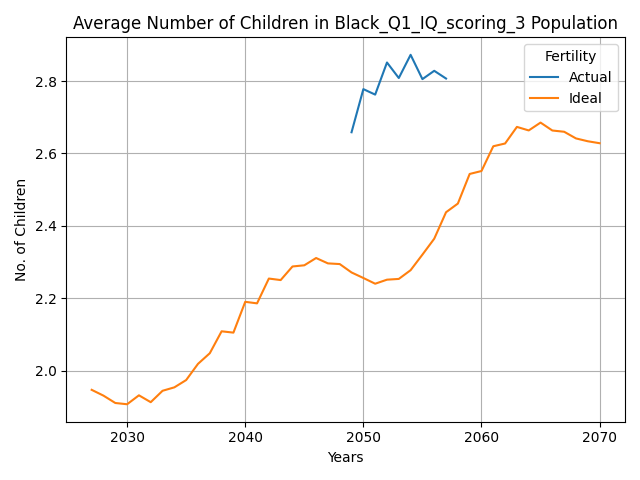 Average Number of Children in Black_Q1_IQ_scoring_3 Population
Fertility
Actual
Ideal
No. of Children
2.8
2.6
2.4
2.2
2.0
2030 2040 2050 2060 2070
Years